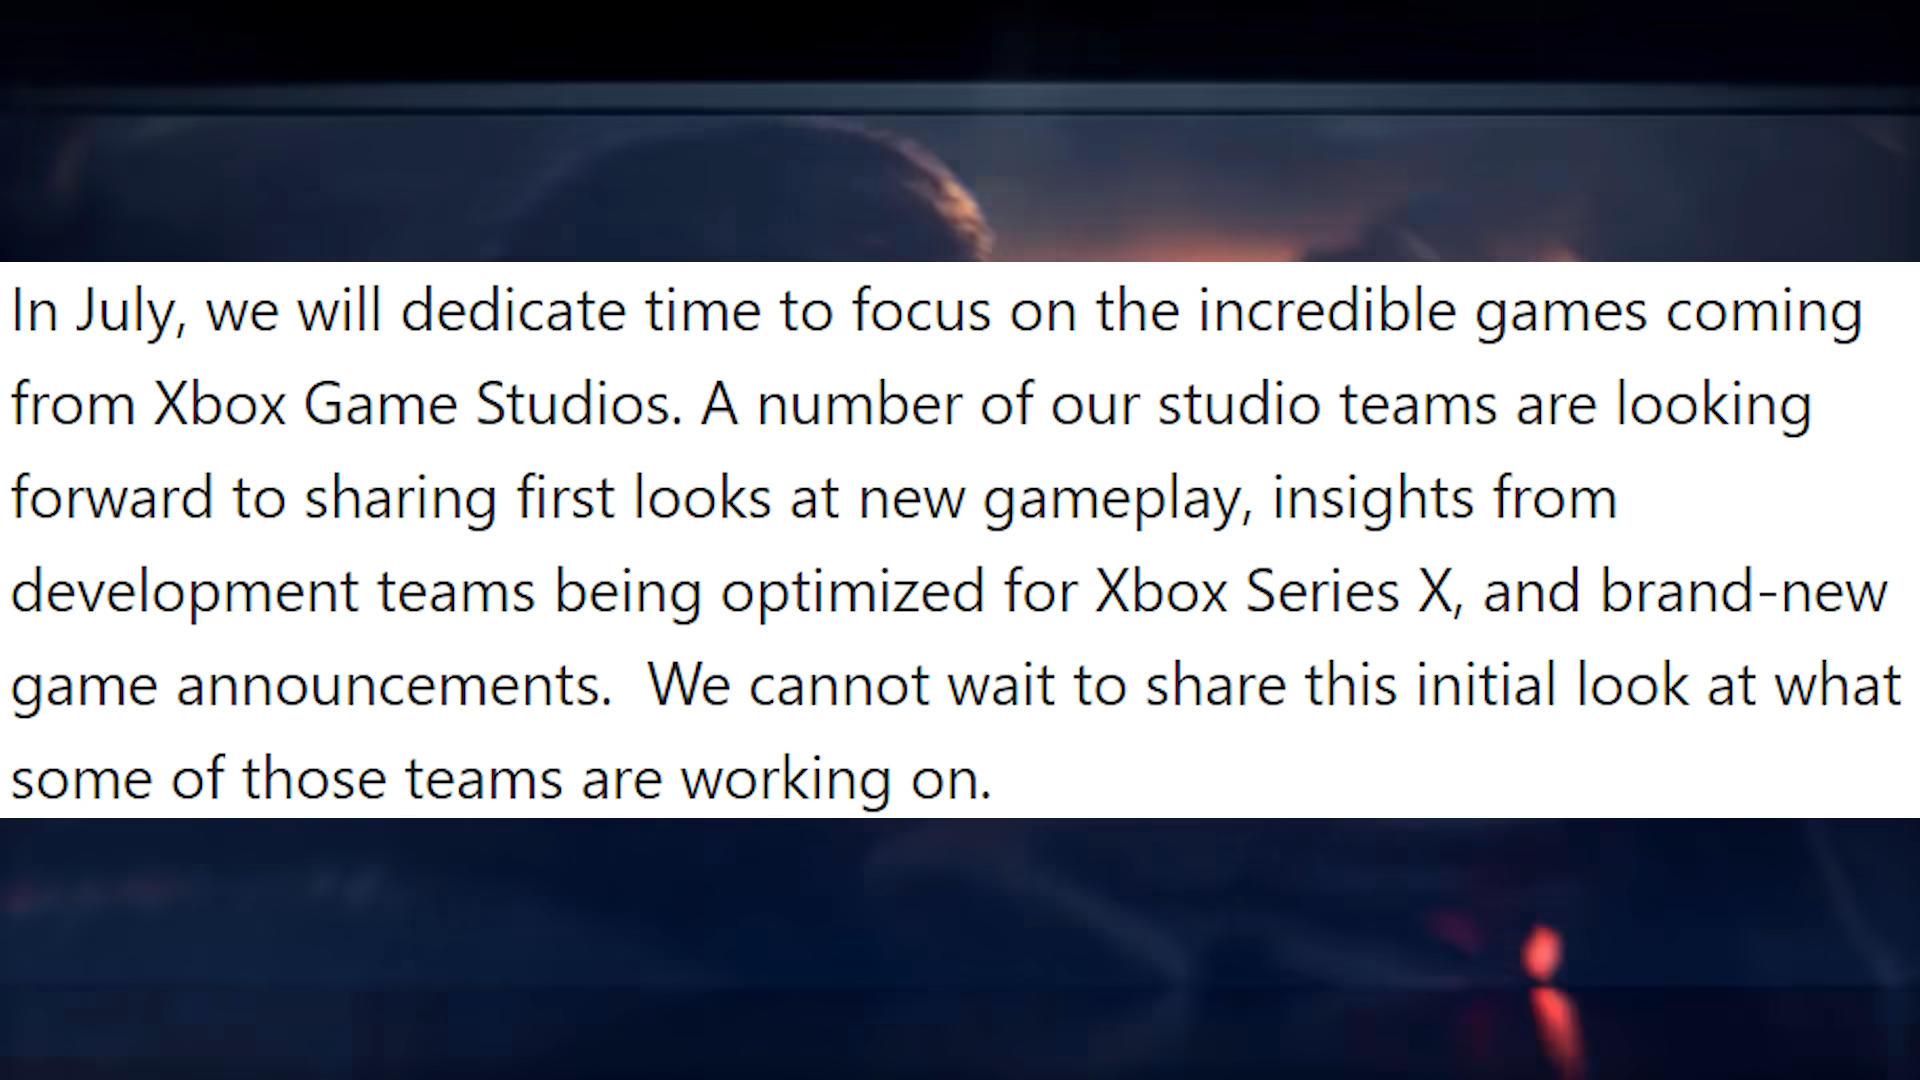 In July, we will dedicate time to focus on the incredible games coming
from Xbox Game Studios. A number of our studio teams are looking
forward to sharing first looks at new gameplay, insights from
development teams being optimized for Xbox Series X, and brand-new
game announcements.  We cannot wait to share this initial look at what
some of those teams are working on.